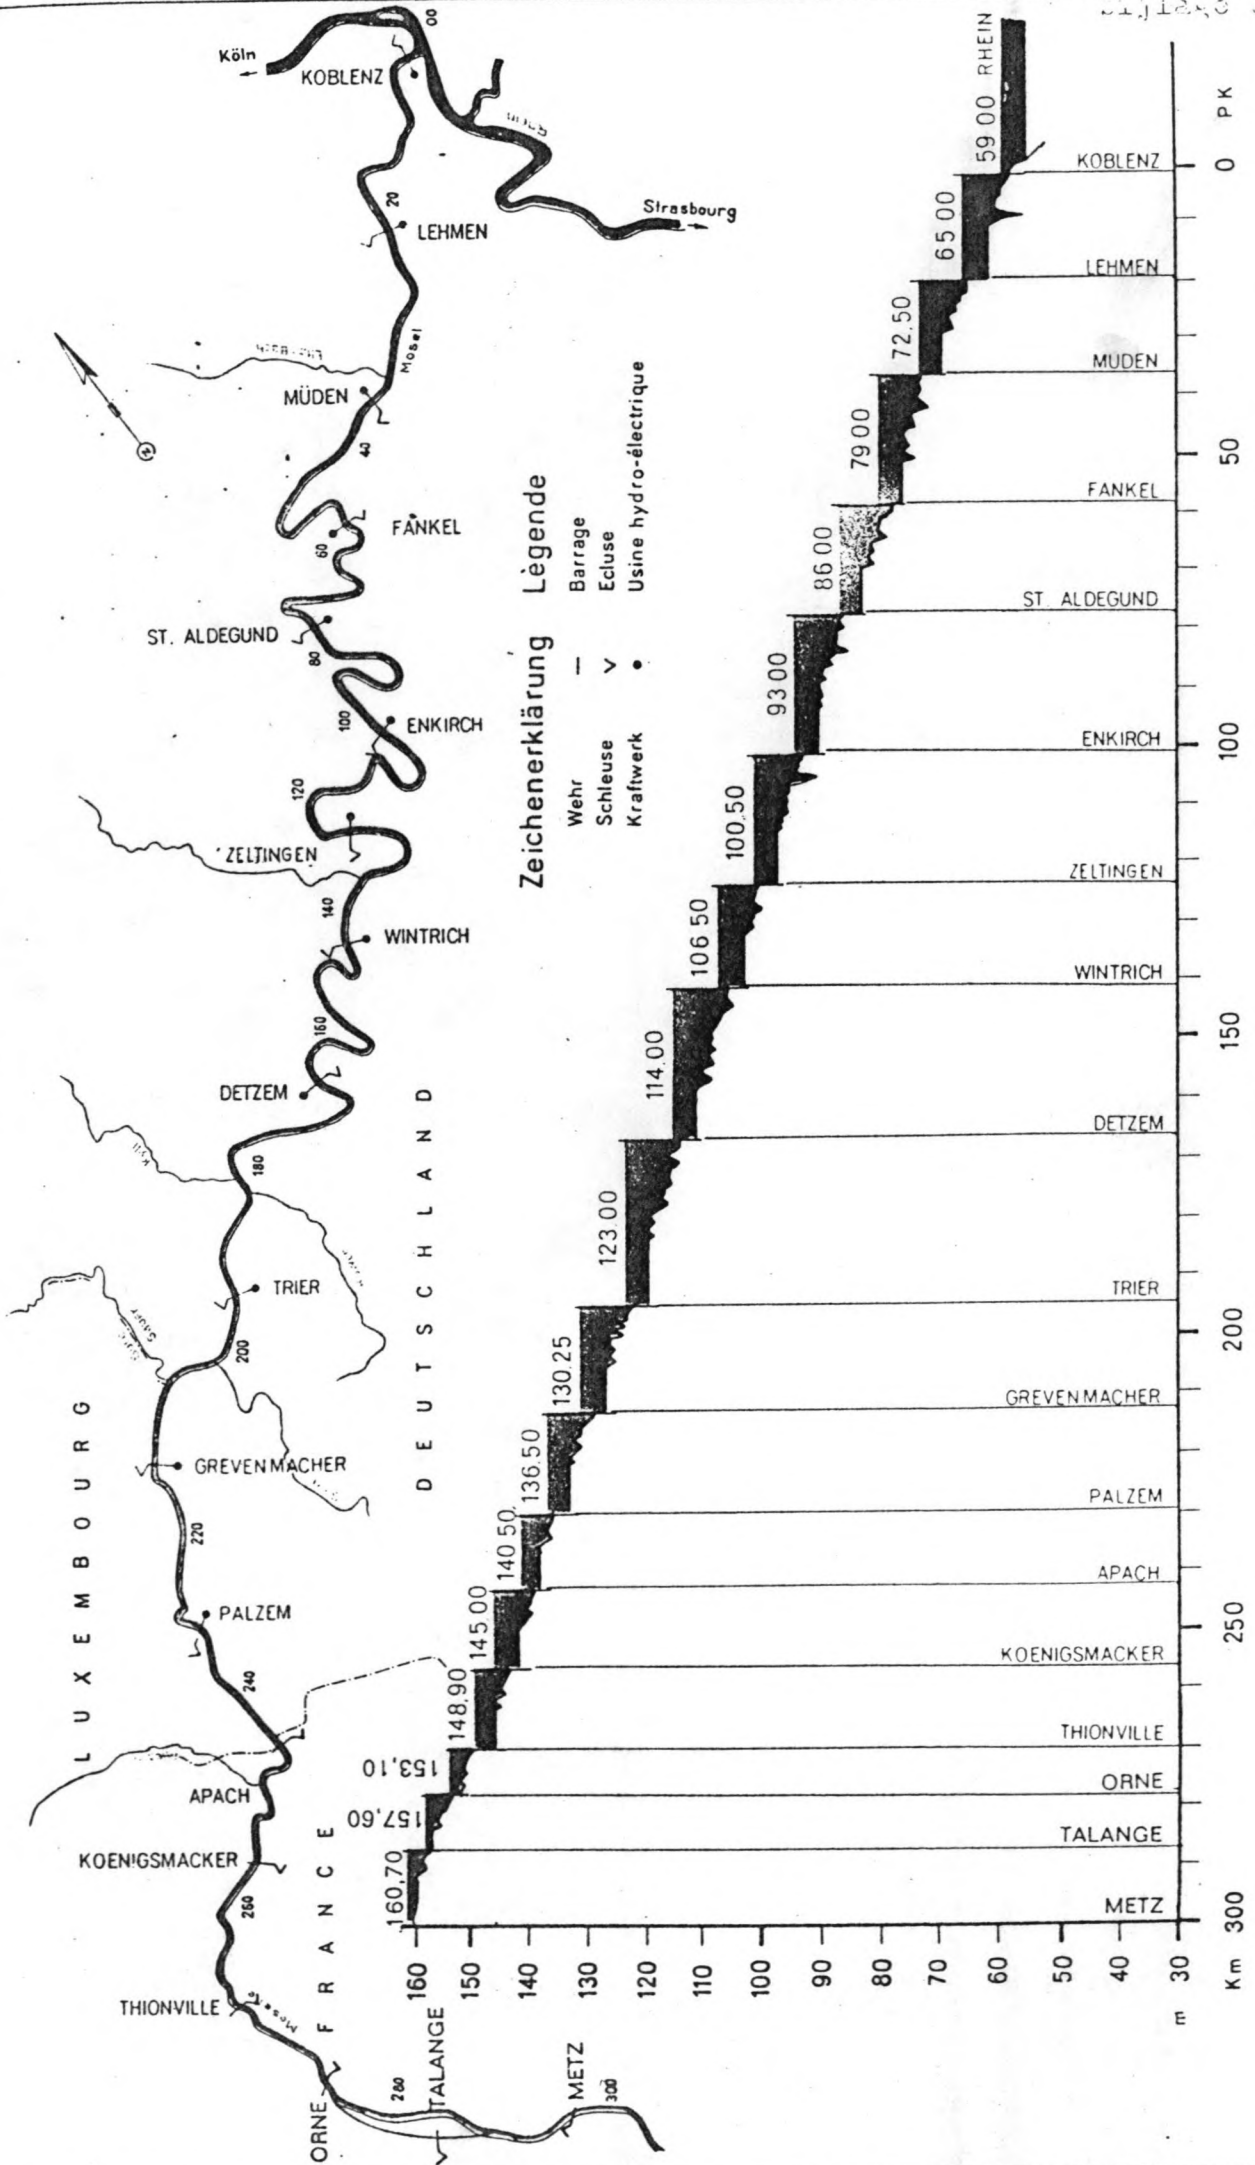 Köln
KOBLENZ
00
Strasbourg
20
LEHMEN
Mosel
MÜDEN
40
FANKEL
60
ST. ALDEGUND
80
100
ENKIRCH
120
ZELTINGEN
140
WINTRICH
160
DETZEM
180
Kyll
TRIER
200
Sauer
GREVENMACHER
220
PALZEM
240
APACH
KOENIGSMACKER
260
THIONVILLE
ORNE
280
TALANGE
METZ
300
LUXEMBOURG
DEUTSCHLAND
FRANCE
Zeichenerklärung Légende
Wehr — Barrage
Schleuse v Ecluse
Kraftwerk • Usine hydro-électrique
59 00 RHEIN
65 00
72.50
79 00
86 00
93 00
100.50
106 50
114.00
123.00
130.25
136.50
140 50
145.00
148,90
153,10
157,60
160,70
KOBLENZ
LEHMEN
MUDEN
FANKEL
ST. ALDEGUND
ENKIRCH
ZELTINGEN
WINTRICH
DETZEM
TRIER
GREVENMACHER
PALZEM
APACH
KOENIGSMACKER
THIONVILLE
ORNE
TALANGE
METZ
160
150
140
130
120
110
100
90
80
70
60
50
40
30
m
PK
0
50
100
150
200
250
300
Km